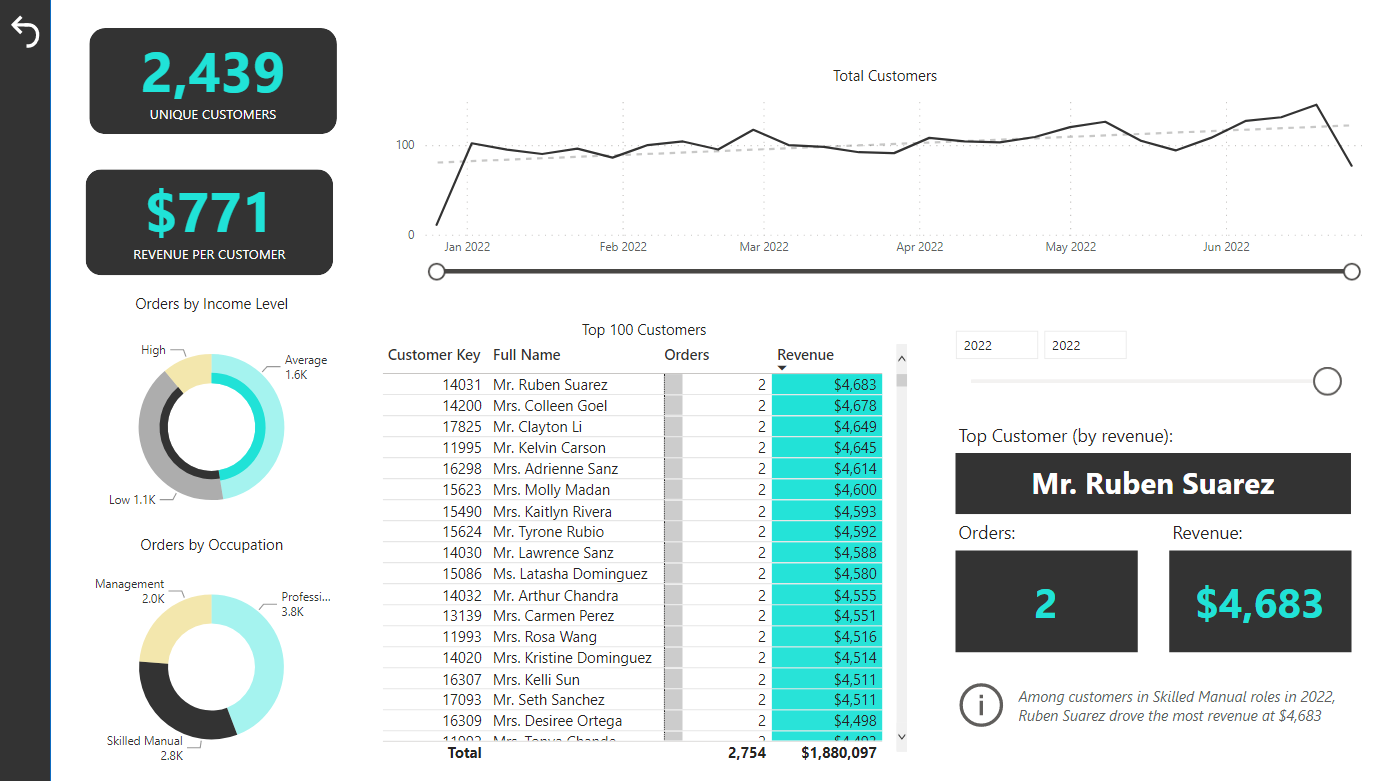 2,439
UNIQUE CUSTOMERS
$771
REVENUE PER CUSTOMER
Total Customers
100
0
Jan 2022 Feb 2022 Mar 2022 Apr 2022 May 2022 Jun 2022
Orders by Income Level
High
Average
1.6K
Low 1.1K
Orders by Occupation
Management
2.0K
Professi...
3.8K
Skilled Manual
2.8K
Top 100 Customers
Customer Key Full Name Orders Revenue
14031 Mr. Ruben Suarez 2 $4,683
14200 Mrs. Colleen Goel 2 $4,678
17825 Mr. Clayton Li 2 $4,649
11995 Mr. Kelvin Carson 2 $4,645
16298 Mrs. Adrienne Sanz 2 $4,614
15623 Mrs. Molly Madan 2 $4,600
15490 Mrs. Kaitlyn Rivera 2 $4,593
15624 Mr. Tyrone Rubio 2 $4,592
14030 Mr. Lawrence Sanz 2 $4,588
15086 Ms. Latasha Dominguez 2 $4,580
14032 Mr. Arthur Chandra 2 $4,555
13139 Mrs. Carmen Perez 2 $4,551
11993 Mrs. Rosa Wang 2 $4,516
14020 Mrs. Kristine Dominguez 2 $4,514
16307 Mrs. Kelli Sun 2 $4,511
17093 Mr. Seth Sanchez 2 $4,511
16309 Mrs. Desiree Ortega 2 $4,498
Total 2,754 $1,880,097
2022 2022
Top Customer (by revenue):
Mr. Ruben Suarez
Orders: Revenue:
2 $4,683
Among customers in Skilled Manual roles in 2022,
Ruben Suarez drove the most revenue at $4,683